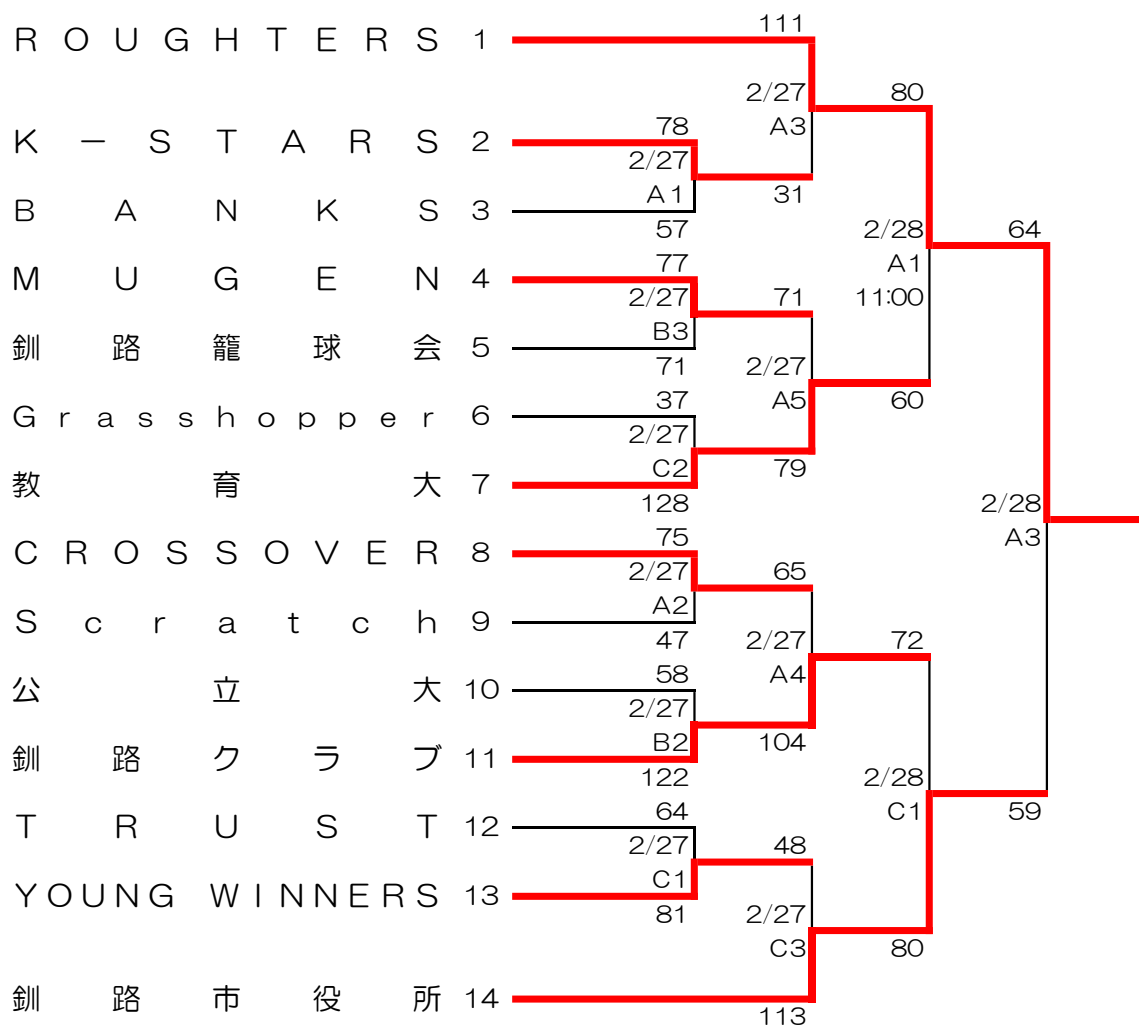 111
ROUGHTERS 1
2/27 80
A3
78
K-STARS 2
2/27
A1 31
BANKS 3
57 2/28 64
MUGEN 4 77 A1
2/27 71 11:00
B3
釧路籠球会 5
71 2/27
37 A5 60
Grasshopper 6
2/27
C2 79
教育大 7
128 2/28
75 A3
CROSSOVER 8
2/27 65
A2
Scratch 9
47 2/27 72
58 A4
公立大 10
2/27
B2 104
釧路クラブ 11
122 2/28
64 C1 59
TRUST 12
2/27 48
C1
YOUNG WINNERS 13
81 2/27
C3 80
釧路市役所 14
113